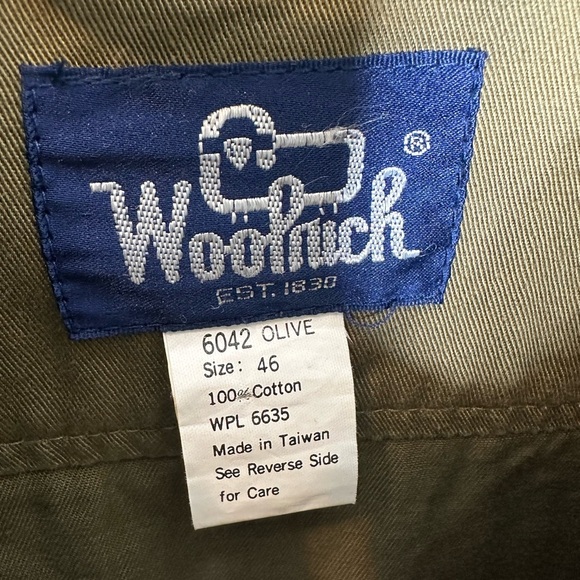 Woolrich ®
EST. 1830
6042 OLIVE
Size: 46
100% Cotton
WPL 6635
Made in Taiwan
See Reverse Side
for Care